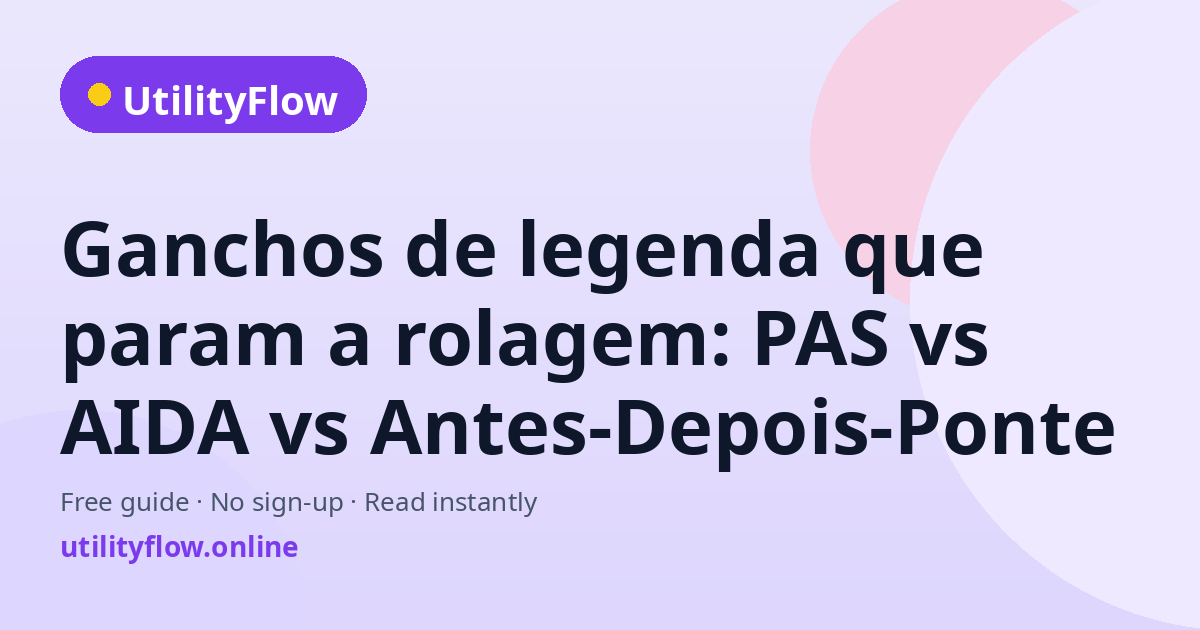 UtilityFlow
Ganchos de legenda que
param a rolagem: PAS vs
AIDA vs Antes-Depois-Ponte
Free guide · No sign-up · Read instantly
utilityflow.online